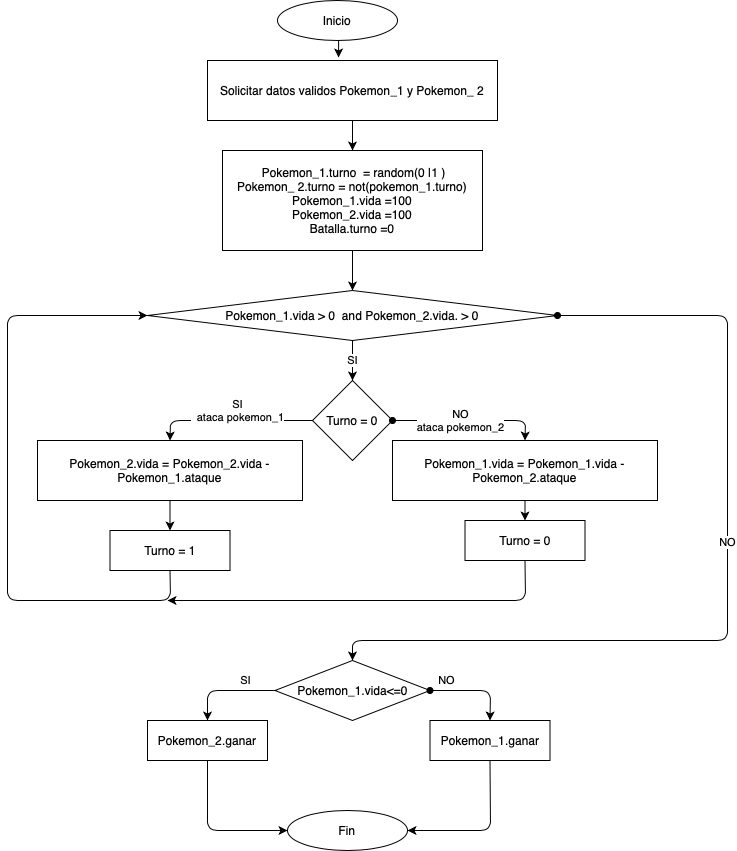 Inicio
Solicitar datos validos Pokemon_1 y Pokemon_ 2
Pokemon_1.turno = random(0 |1 )
Pokemon_ 2.turno = not(pokemon_1.turno)
Pokemon_1.vida =100
Pokemon_2.vida =100
Batalla.turno =0
Pokemon_1.vida > 0 and Pokemon_2.vida. > 0
SI
SI
ataca pokemon_1
Turno = 0
NO
ataca pokemon_2
Pokemon_2.vida = Pokemon_2.vida -
Pokemon_1.ataque
Pokemon_1.vida = Pokemon_1.vida -
Pokemon_2.ataque
Turno = 1
Turno = 0
NO
SI
Pokemon_1.vida<=0
NO
Pokemon_2.ganar
Pokemon_1.ganar
Fin